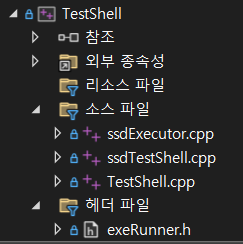 TestShell
참조
외부 종속성
리소스 파일
소스 파일
ssdExecutor.cpp
ssdTestShell.cpp
TestShell.cpp
헤더 파일
exeRunner.h